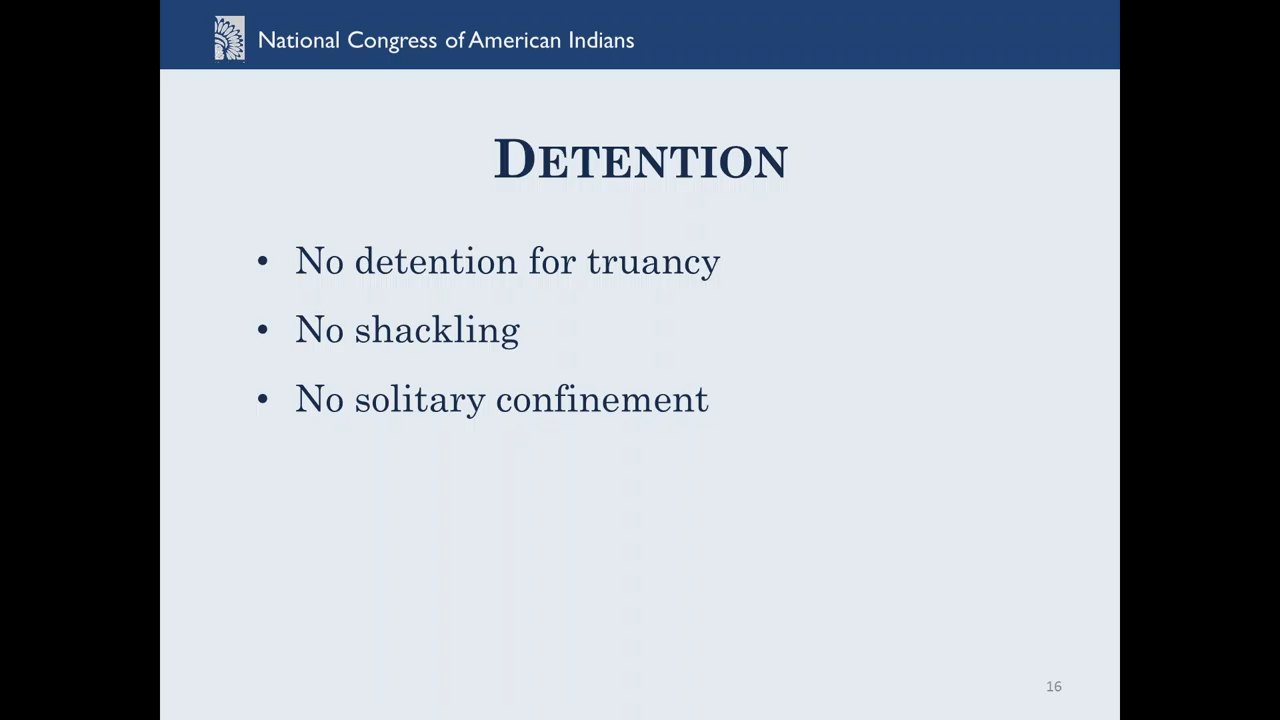 National Congress of American Indians
DETENTION
• No detention for truancy
• No shackling
• No solitary confinement
16